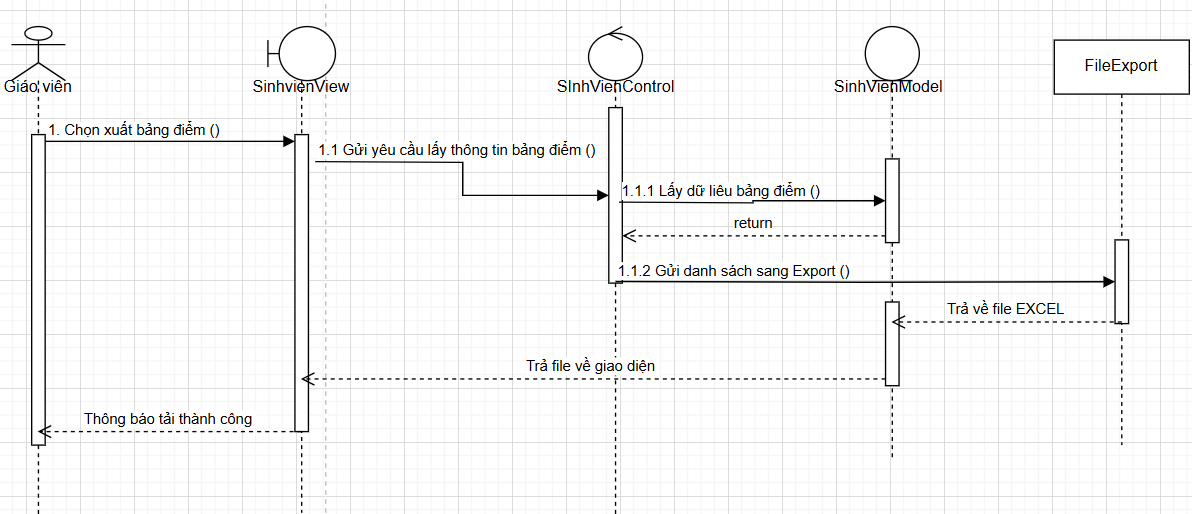 Giáo viên
SinhviênView
SInhVienControl
SinhVienModel
FileExport
1. Chọn xuất bảng điểm ()
1.1 Gửi yêu cầu lấy thông tin bảng điểm ()
1.1.1 Lấy dữ liêu bảng điểm ()
return
1.1.2 Gửi danh sách sang Export ()
Trả về file EXCEL
Trả file về giao diện
Thông báo tải thành công